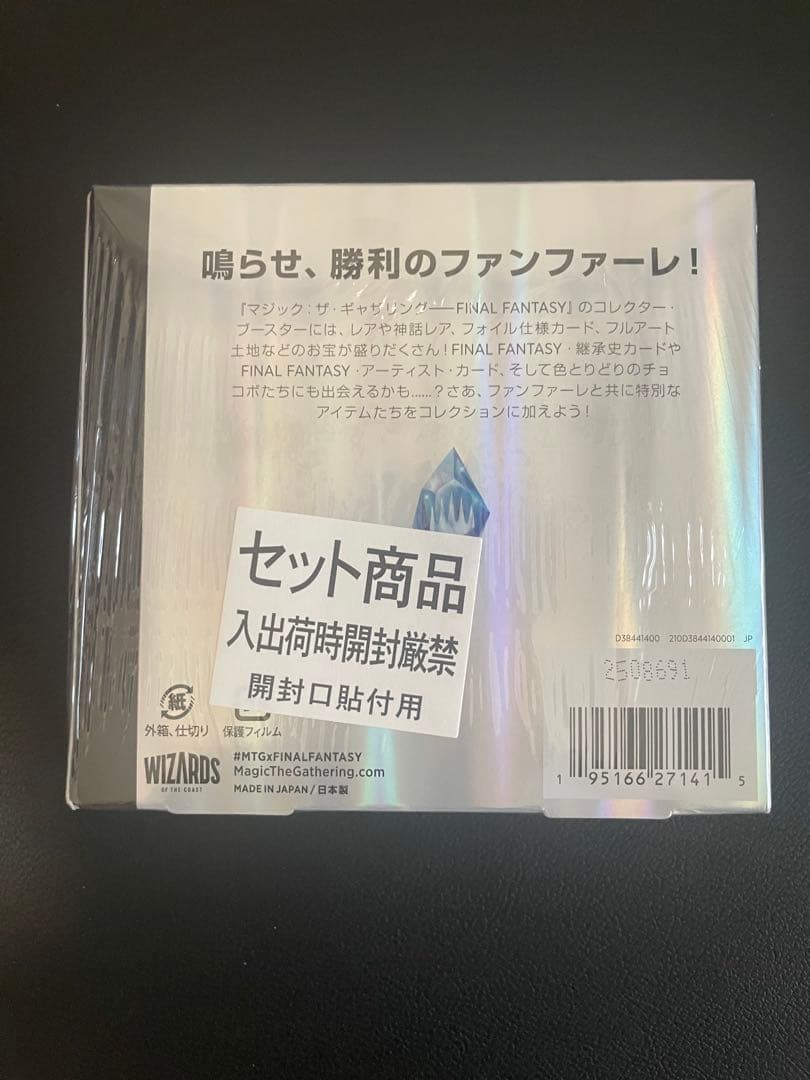 鳴らせ、勝利のファンファーレ！
『マジック：ザ・ギャザリング——FINAL FANTASY』のコレクター・
ブースターには、レアや神話レア、フォイル仕様カード、フルアート
土地などのお宝が盛りだくさん！FINAL FANTASY・継承史カードや
FINAL FANTASY・アーティスト・カード、そして色とりどりのチョ
コボたちにも出会えるかも……？さあ、ファンファーレと共に特別な
アイテムたちをコレクションに加えよう！
セット商品
入出荷時開封厳禁
開封口貼付用
D38441400 210D3844140001 JP
2508691
紙
外箱、仕切り
保護フィルム
WIZARDS
OF THE COAST
#MTGxFINALFANTASY
MagicTheGathering.com
MADE IN JAPAN / 日本製
1 95166 27141 5